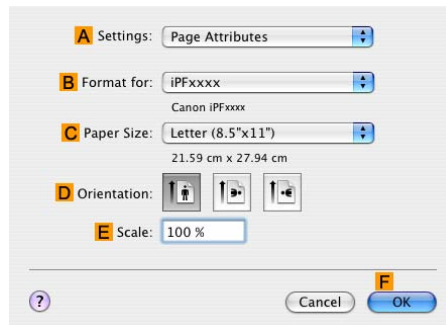 A Settings: Page Attributes
B Format for: iPFxxxx
Canon iPFxxxx
C Paper Size: Letter (8.5"x11")
21.59 cm x 27.94 cm
D Orientation:
E Scale: 100 %
F
? Cancel OK